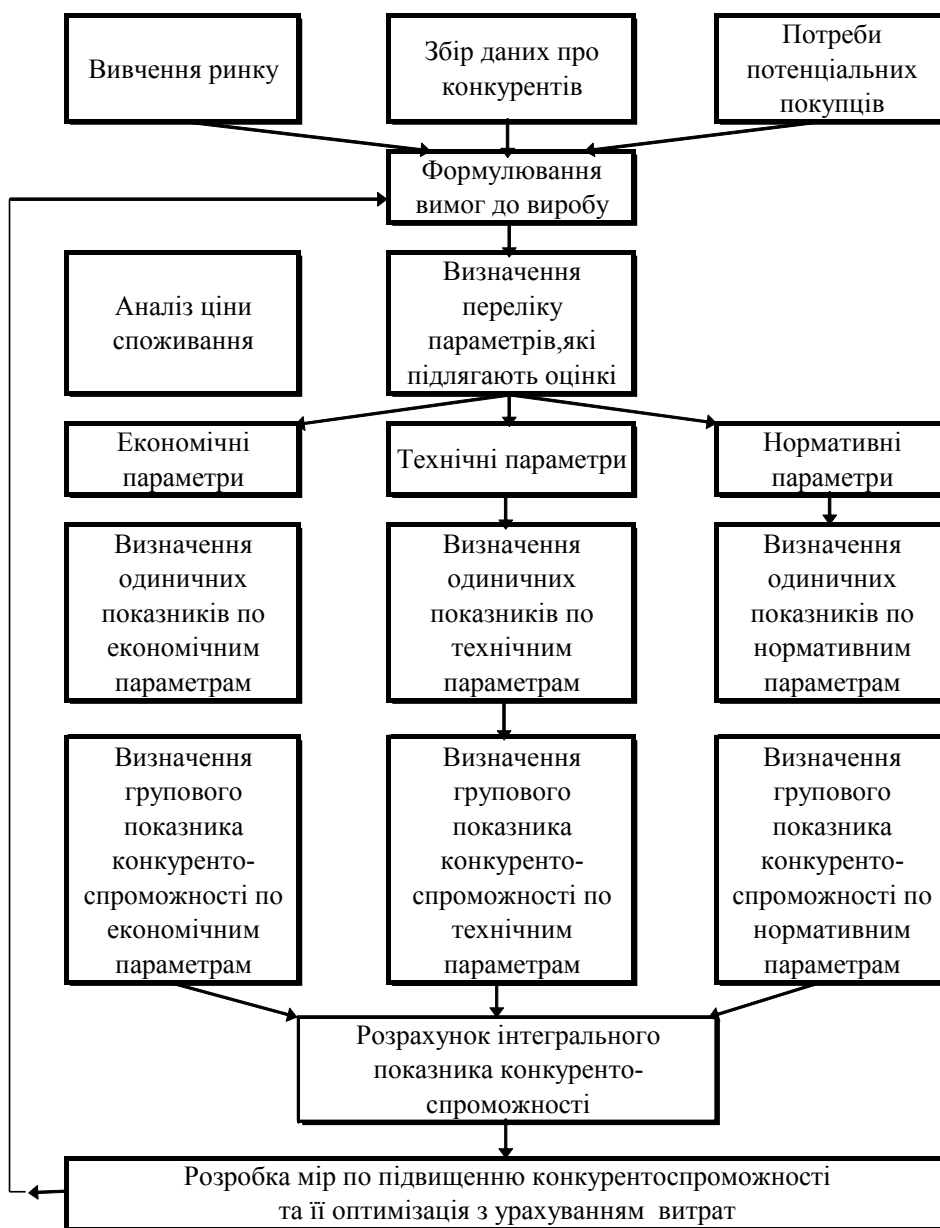 Вивчення ринку
Збір даних про
конкурентів
Потреби
потенціальних
покупців
Формулювання
вимог до виробу
Аналіз ціни
споживання
Визначення
переліку
параметрів,які
підлягають оцінкі
Економічні
параметри
Технічні параметри
Нормативні
параметри
Визначення
одиничних
показників по
економічним
параметрам
Визначення
одиничних
показників по
технічним
параметрам
Визначення
одиничних
показників по
нормативним
параметрам
Визначення
групового
показника
конкуренто-
спроможності по
економічним
параметрам
Визначення
групового
показника
конкуренто-
спроможності по
технічним
параметрам
Визначення
групового
показника
конкуренто-
спроможності по
нормативним
параметрам
Розрахунок інтегрального
показника конкуренто-
спроможності
Розробка мір по підвищенню конкурентоспроможності
та її оптимізація з урахуванням витрат